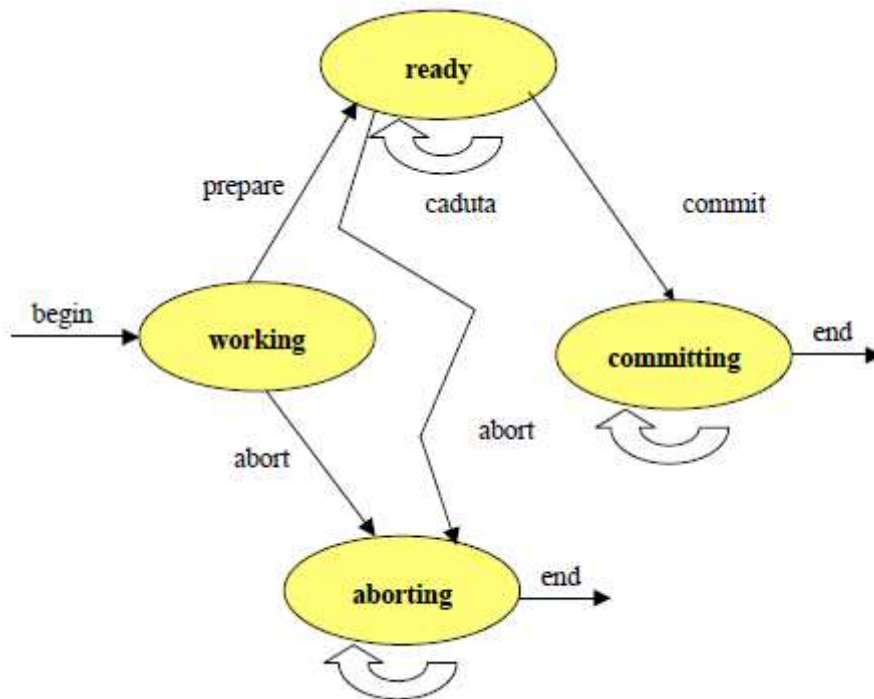 ready
prepare
caduta
commit
begin
working
committing
end
abort
abort
aborting
end